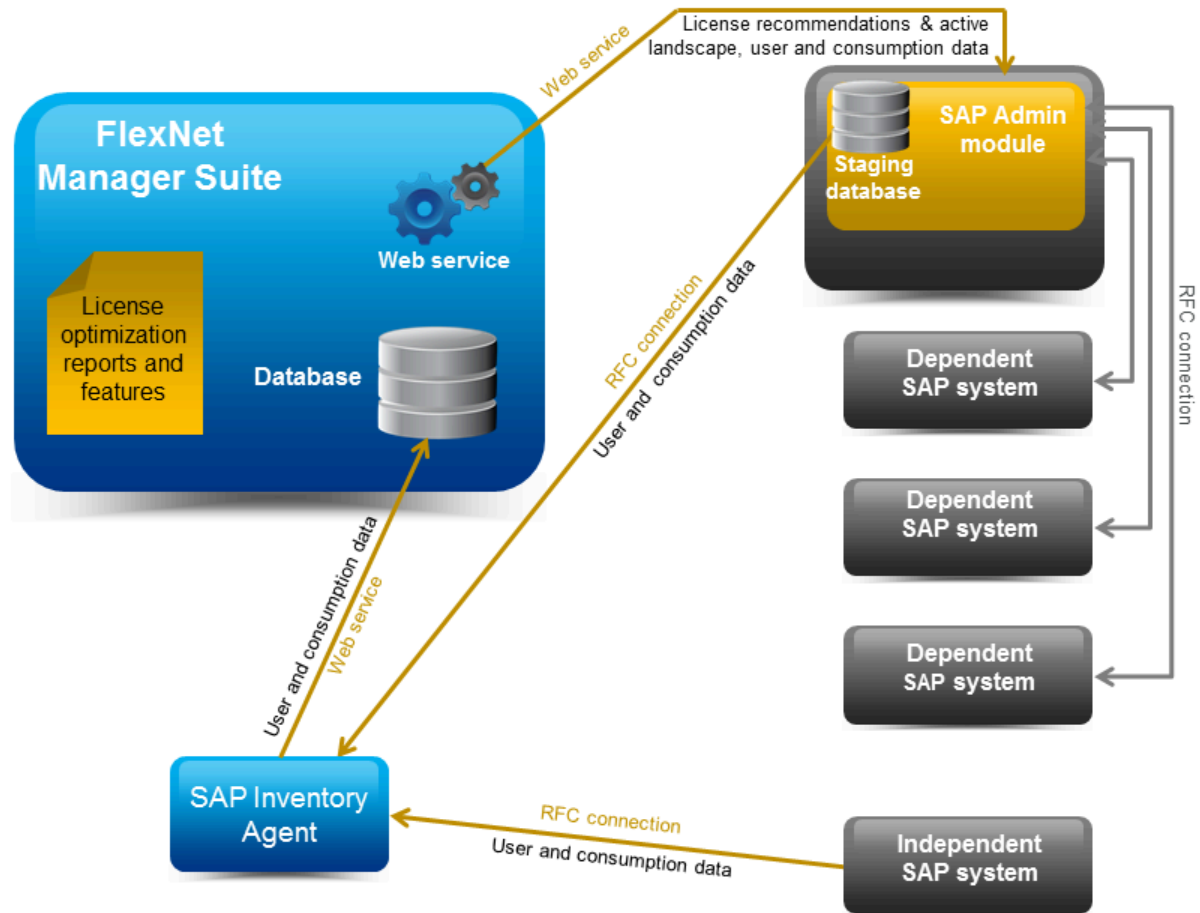 License recommendations & active
landscape, user and consumption data
Web service
FlexNet
Manager Suite
Web service
License
optimization
reports and
features
Database
SAP Admin
module
Staging
database
RFC connection
User and consumption data
RFC connection
Dependent
SAP system
Dependent
SAP system
Dependent
SAP system
User and consumption data
Web service
SAP Inventory
Agent
RFC connection
User and consumption data
Independent
SAP system